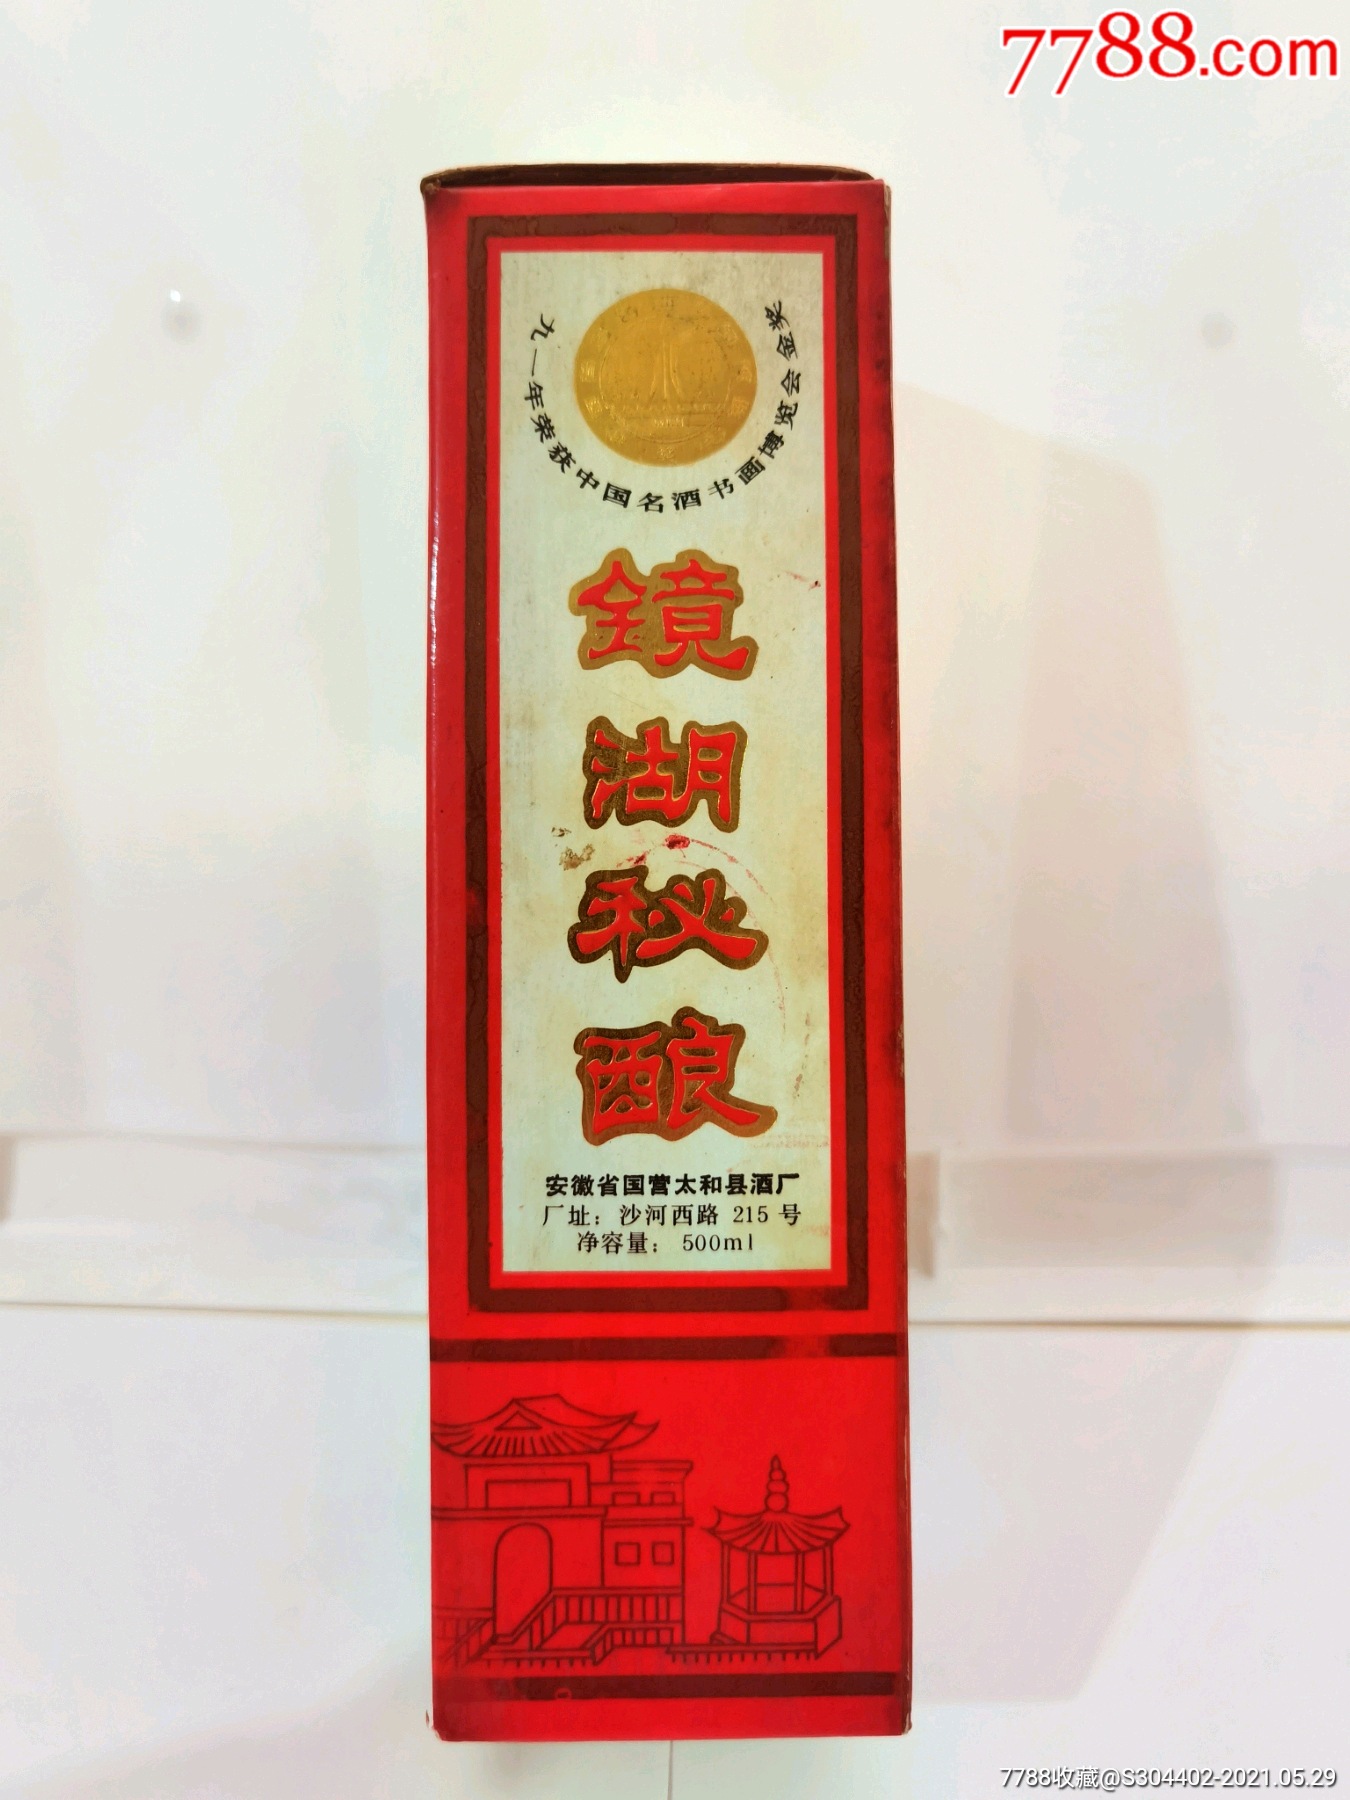 7788.com
九一年荣获中国名酒书画博览会金奖
鏡湖秘酿
安徽省国营太和县酒厂
厂址：沙河西路 215 号
净容量：500ml
7788收藏@S304402-2021.05.29